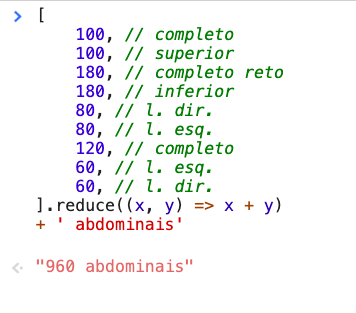 [
100, // completo
100, // superior
180, // completo reto
180, // inferior
80, // l. dir.
80, // l. esq.
120, // completo
60, // l. esq.
60, // l. dir.
].reduce((x, y) => x + y)
+ ' abdominais'
"960 abdominais"